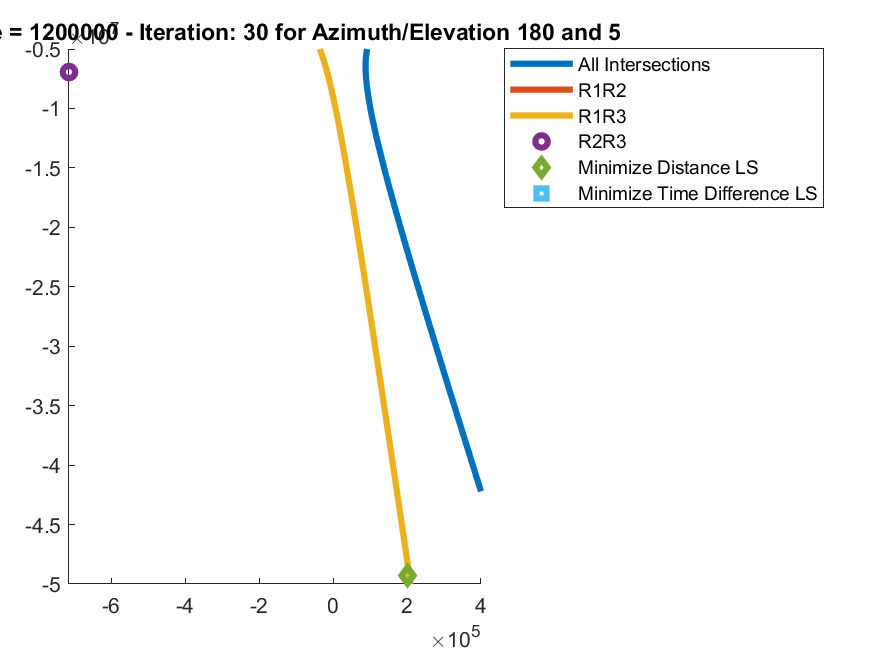 e = 1200000 - Iteration: 30 for Azimuth/Elevation 180 and 5
×10^7
-0.5
-1
-1.5
-2
-2.5
-3
-3.5
-4
-4.5
-5
-6 -4 -2 0 2 4
×10^5
All Intersections
R1R2
R1R3
R2R3
Minimize Distance LS
Minimize Time Difference LS